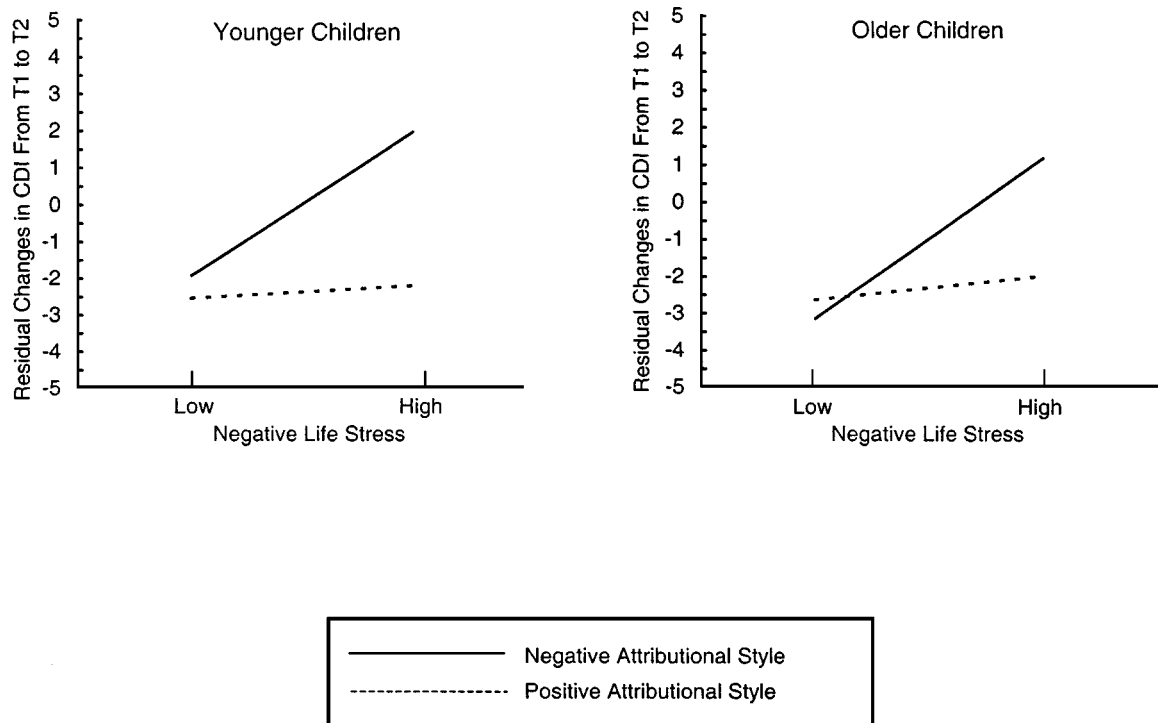 Younger Children
Residual Changes in CDI From T1 to T2
5
4
3
2
1
0
-1
-2
-3
-4
-5
Low High
Negative Life Stress
Older Children
Residual Changes in CDI From T1 to T2
5
4
3
2
1
0
-1
-2
-3
-4
-5
Low High
Negative Life Stress
Negative Attributional Style
Positive Attributional Style